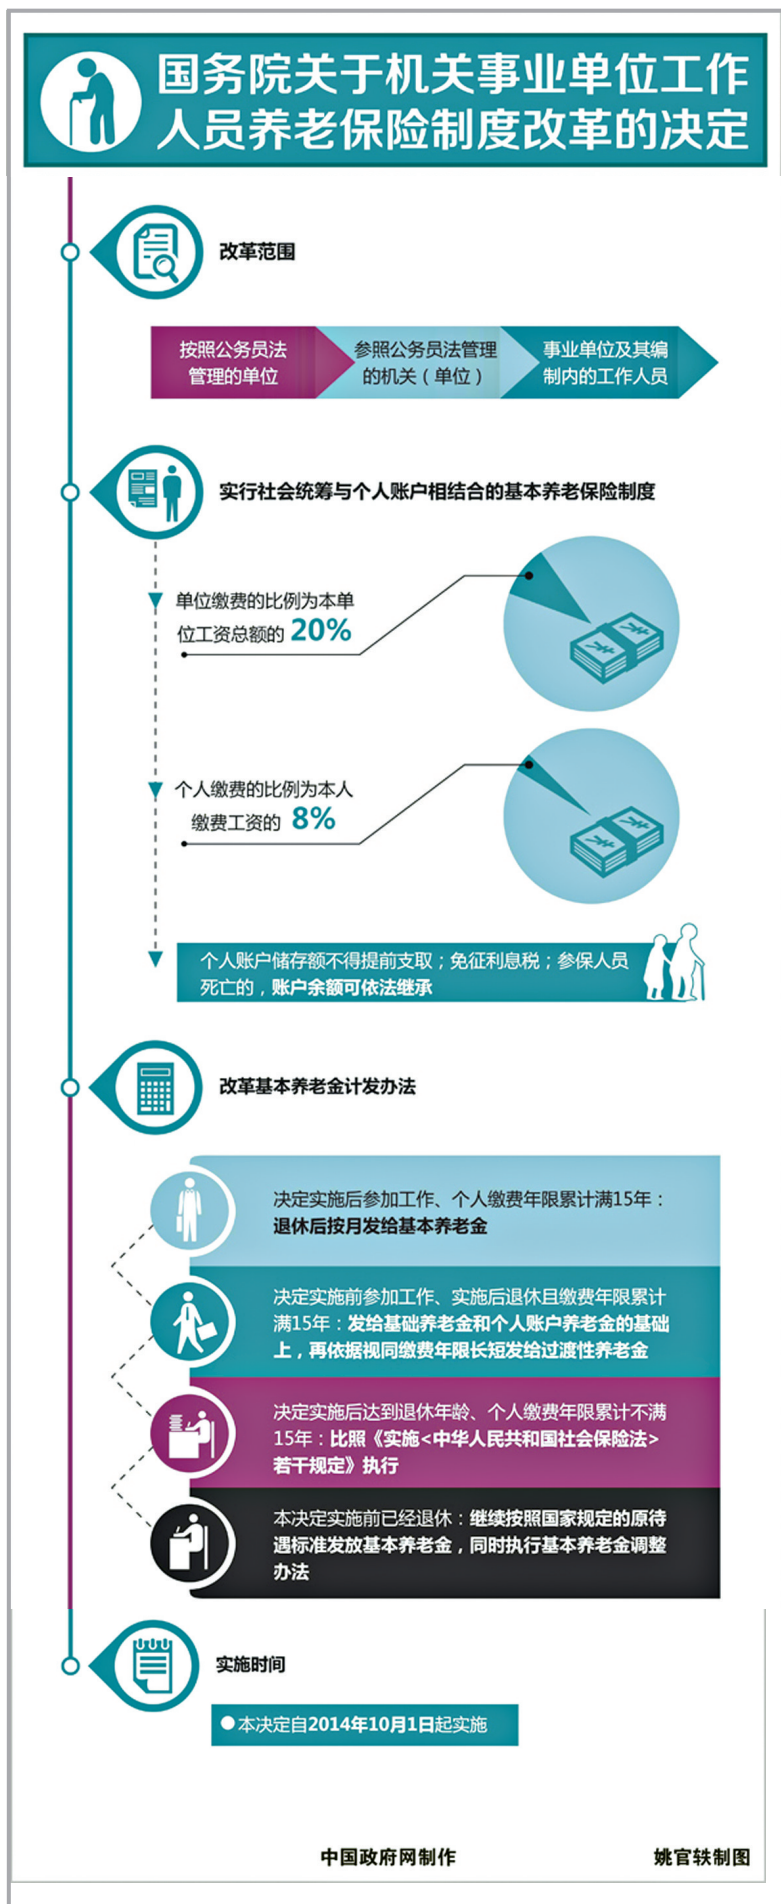 国务院关于机关事业单位工作
人员养老保险制度改革的决定
改革范围
按照公务员法
管理的单位
参照公务员法管理
的机关（单位）
事业单位及其编
制内的工作人员
实行社会统筹与个人账户相结合的基本养老保险制度
单位缴费的比例为本单
位工资总额的 20%
个人缴费的比例为本人
缴费工资的 8%
个人账户储存额不得提前支取；免征利息税；参保人员
死亡的，账户余额可依法继承
改革基本养老金计发办法
决定实施后参加工作、个人缴费年限累计满15年：
退休后按月发给基本养老金
决定实施前参加工作、实施后退休且缴费年限累计
满15年：发给基础养老金和个人账户养老金的基础
上，再依据视同缴费年限长短发给过渡性养老金
决定实施后达到退休年龄、个人缴费年限累计不满
15年：比照《实施<中华人民共和国社会保险法>
若干规定》执行
本决定实施前已经退休：继续按照国家规定的原待
遇标准发放基本养老金，同时执行基本养老金调整
办法
实施时间
本决定自2014年10月1日起实施
中国政府网制作
姚官轶制图